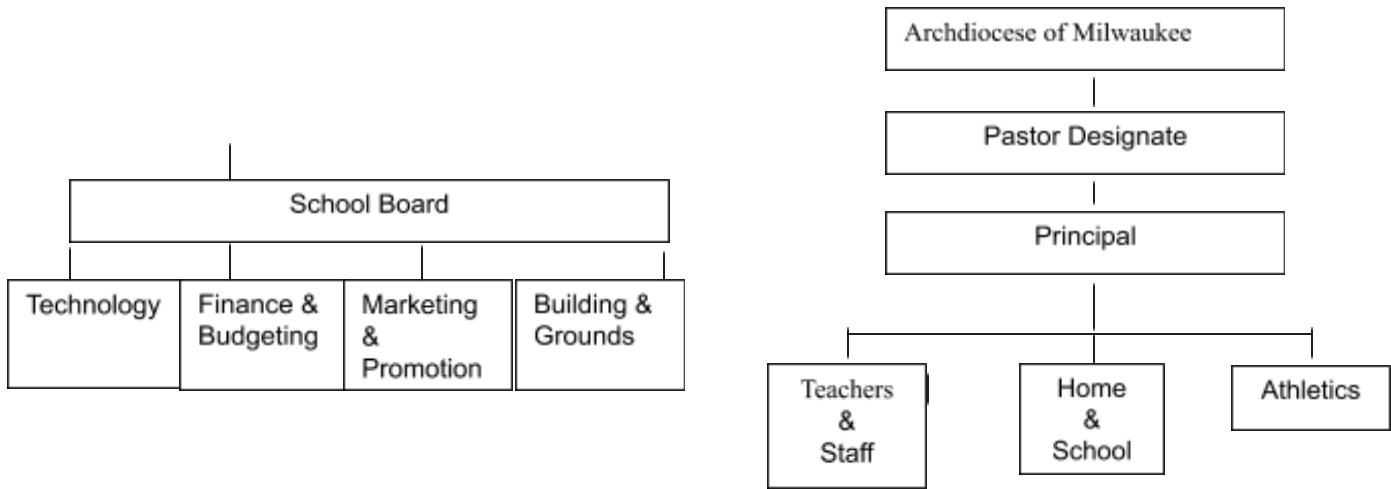 Archdiocese of Milwaukee
Pastor Designate
Principal
School Board
Technology
Finance &
Budgeting
Marketing
&
Promotion
Building &
Grounds
Teachers
&
Staff
Home
&
School
Athletics